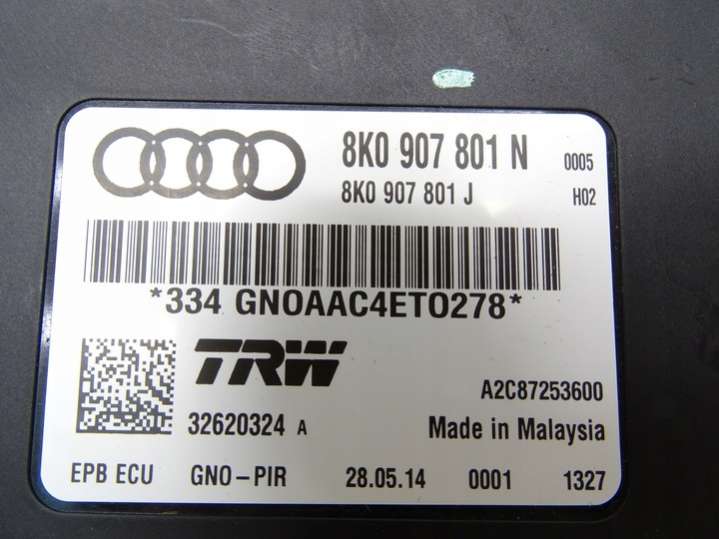 8K0 907 801 N 0005
8K0 907 801 J H02
*334 GNOAAC4ETO278*
TRW
A2C87253600
32620324 A Made in Malaysia
EPB ECU GNO-PIR 28.05.14 0001 1327